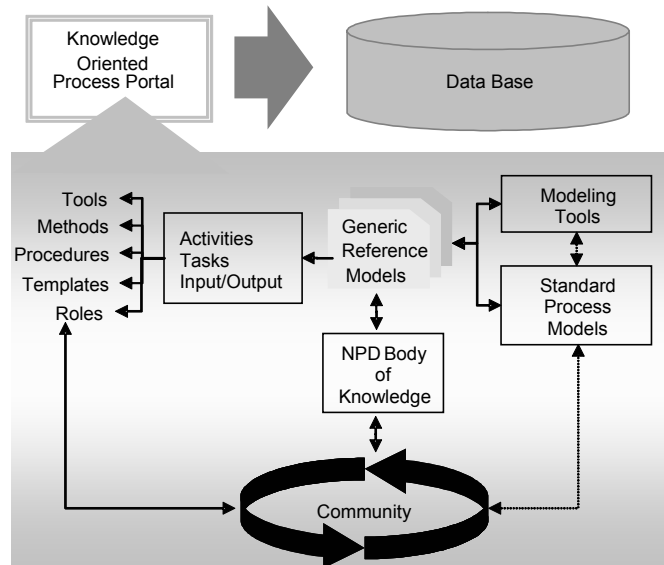 Knowledge
Oriented
Process Portal
Data Base
Tools
Methods
Procedures
Templates
Roles
Activities
Tasks
Input/Output
Generic
Reference
Models
Modeling
Tools
Standard
Process
Models
NPD Body
of
Knowledge
Community